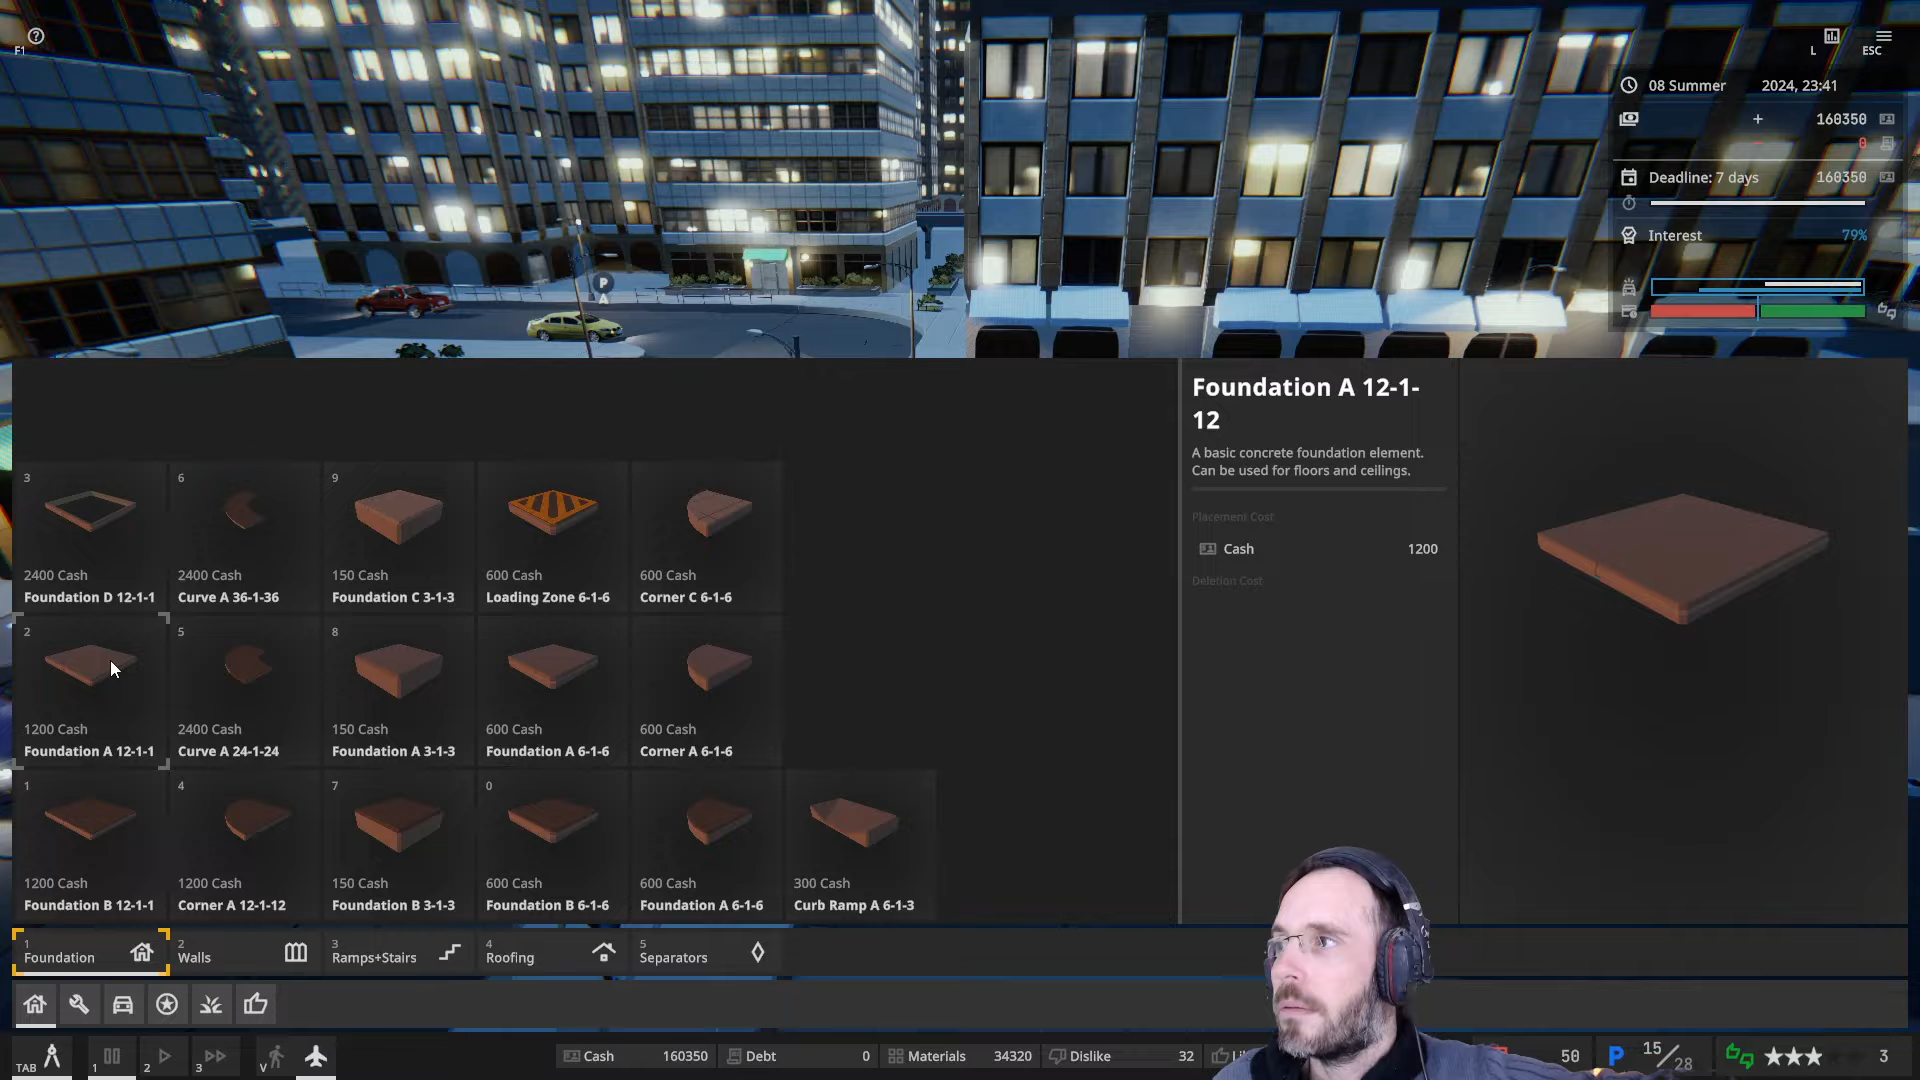 F1
L
ESC
08 Summer 2024, 23:41
+ 160350
- 0
Deadline: 7 days 160350
Interest 79%
P
A
Foundation A 12-1-
12
A basic concrete foundation element.
Can be used for floors and ceilings.
Placement Cost
Cash 1200
Deletion Cost
3 6 9
2400 Cash 2400 Cash 150 Cash 600 Cash 600 Cash
Foundation D 12-1-1 Curve A 36-1-36 Foundation C 3-1-3 Loading Zone 6-1-6 Corner C 6-1-6
2 5 8
1200 Cash 2400 Cash 150 Cash 600 Cash 600 Cash
Foundation A 12-1-1 Curve A 24-1-24 Foundation A 3-1-3 Foundation A 6-1-6 Corner A 6-1-6
1 4 7 0
1200 Cash 1200 Cash 150 Cash 600 Cash 600 Cash 300 Cash
Foundation B 12-1-1 Corner A 12-1-12 Foundation B 3-1-3 Foundation B 6-1-6 Foundation A 6-1-6 Curb Ramp A 6-1-3
1 2 3 4 5
Foundation Walls Ramps+Stairs Roofing Separators
TAB 1 2 3 V Cash 160350 Debt 0 Materials 34320 Dislike 32 50 P 15/28 3